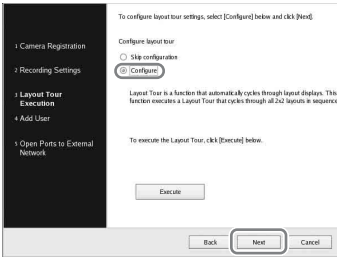 To configure layout tour settings, select [Configure] below and click [Next].
1 Camera Registration
2 Recording Settings
3 Layout Tour
Execution
4 Add User
5 Open Ports to External
Network
Configure layout tour
Skip configuration
Configure
Layout Tour is a function that automatically cycles through layout displays. This
function executes a Layout Tour that cycles through all 2x2 layouts in sequence
To execute the Layout Tour, click [Execute] below.
Execute
Back
Next
Cancel